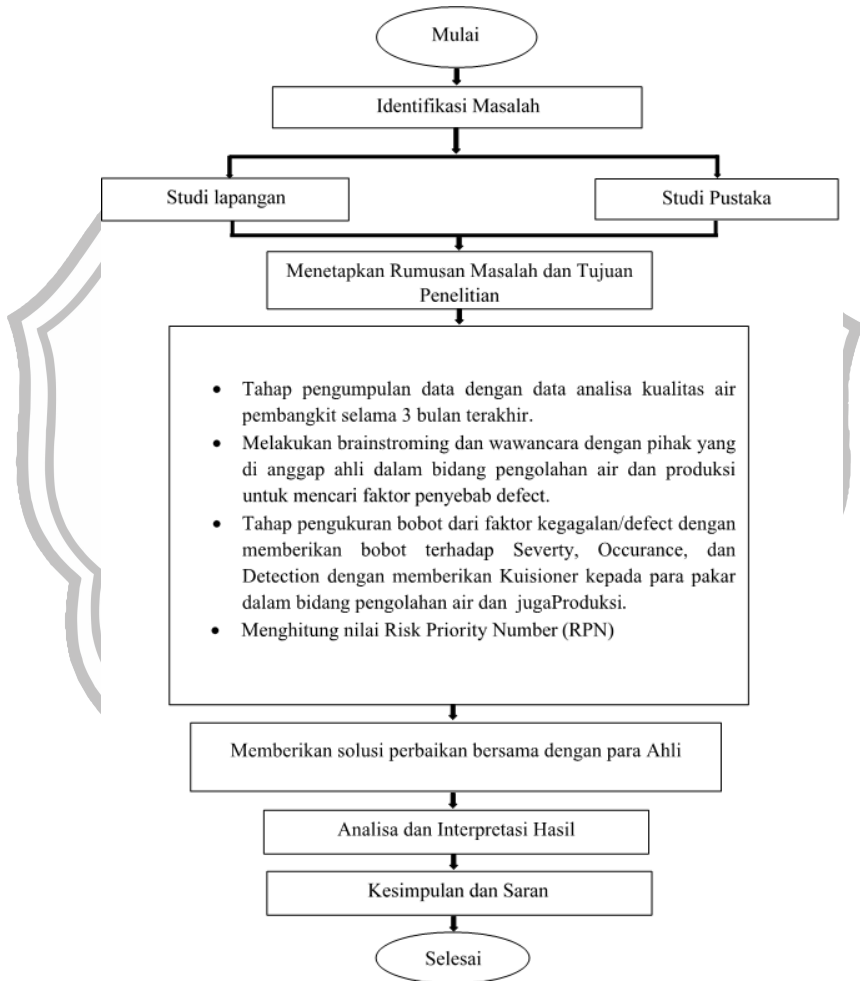 Mulai
Identifikasi Masalah
Studi lapangan
Studi Pustaka
Menetapkan Rumusan Masalah dan Tujuan
Penelitian
• Tahap pengumpulan data dengan data analisa kualitas air
pembangkit selama 3 bulan terakhir.
• Melakukan brainstroming dan wawancara dengan pihak yang
di anggap ahli dalam bidang pengolahan air dan produksi
untuk mencari faktor penyebab defect.
• Tahap pengukuran bobot dari faktor kegagalan/defect dengan
memberikan bobot terhadap Severty, Occurance, dan
Detection dengan memberikan Kuisioner kepada para pakar
dalam bidang pengolahan air dan jugaProduksi.
• Menghitung nilai Risk Priority Number (RPN)
Memberikan solusi perbaikan bersama dengan para Ahli
Analisa dan Interpretasi Hasil
Kesimpulan dan Saran
Selesai